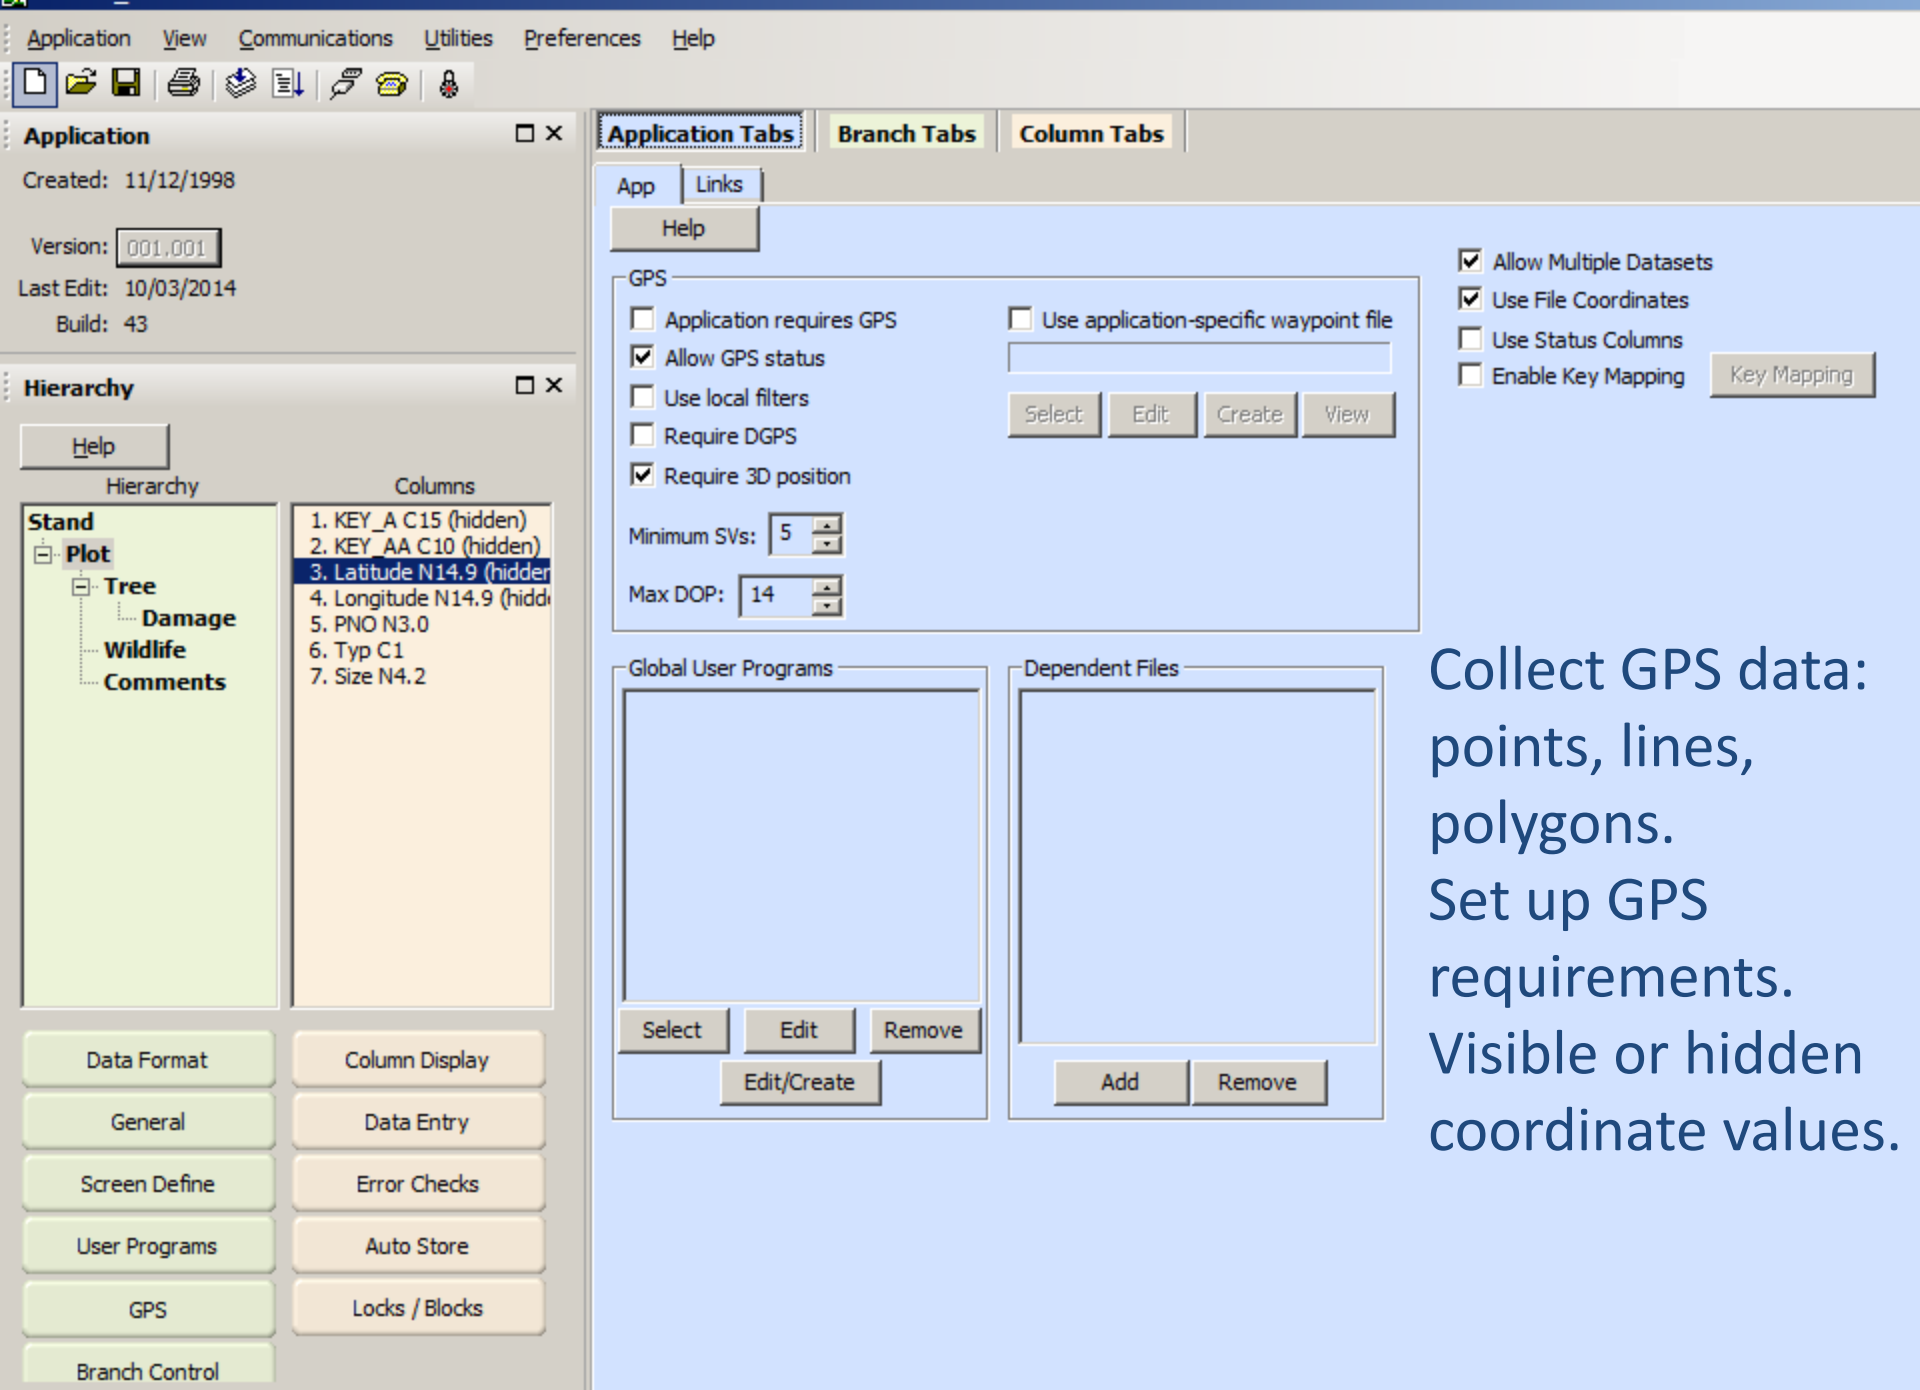 Application View Communications Utilities Preferences Help
Application
Created: 11/12/1998
Version: 001.001
Last Edit: 10/03/2014
Build: 43
Hierarchy
Help
Hierarchy Columns
Stand
Plot
Tree
Damage
Wildlife
Comments
1. KEY_A C15 (hidden)
2. KEY_AA C10 (hidden)
3. Latitude N14.9 (hidden
4. Longitude N14.9 (hidd
5. PNO N3.0
6. Typ C1
7. Size N4.2
Data Format Column Display
General Data Entry
Screen Define Error Checks
User Programs Auto Store
GPS Locks / Blocks
Branch Control
Application Tabs Branch Tabs Column Tabs
App Links
Help
GPS
Application requires GPS
Allow GPS status
Use local filters
Require DGPS
Require 3D position
Minimum SVs: 5
Max DOP: 14
Use application-specific waypoint file
Select Edit Create View
Allow Multiple Datasets
Use File Coordinates
Use Status Columns
Enable Key Mapping Key Mapping
Global User Programs
Select Edit Remove
Edit/Create
Dependent Files
Add Remove
Collect GPS data:
points, lines,
polygons.
Set up GPS
requirements.
Visible or hidden
coordinate values.